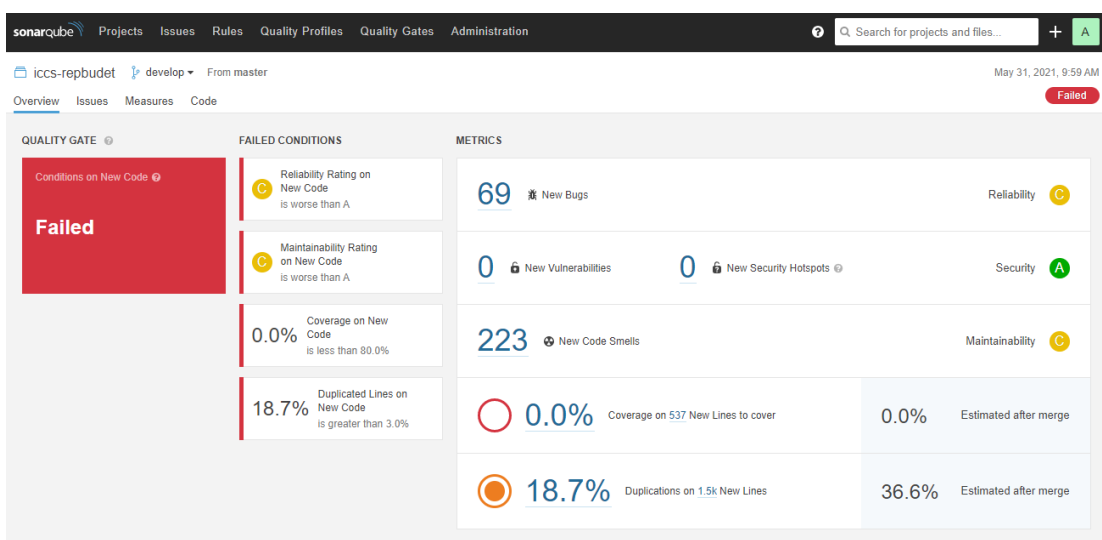 sonarqube Projects Issues Rules Quality Profiles Quality Gates Administration ? Search for projects and files... + A
iccs-repbudet develop From master May 31, 2021, 9:59 AM
Overview Issues Measures Code Failed
QUALITY GATE ?
Conditions on New Code ?
Failed
FAILED CONDITIONS
C Reliability Rating on
New Code
is worse than A
C Maintainability Rating
on New Code
is worse than A
0.0% Coverage on New
Code
is less than 80.0%
18.7% Duplicated Lines on
New Code
is greater than 3.0%
METRICS
69 New Bugs Reliability C
0 New Vulnerabilities 0 New Security Hotspots ? Security A
223 New Code Smells Maintainability C
0.0% Coverage on 537 New Lines to cover 0.0% Estimated after merge
18.7% Duplications on 1.5k New Lines 36.6% Estimated after merge